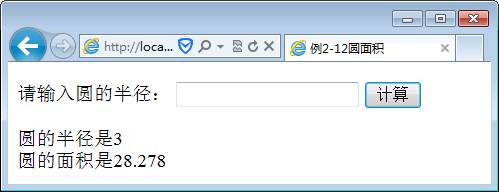 http://loca...
例2-12圆面积
请输入圆的半径：
计算
圆的半径是3
圆的面积是28.278